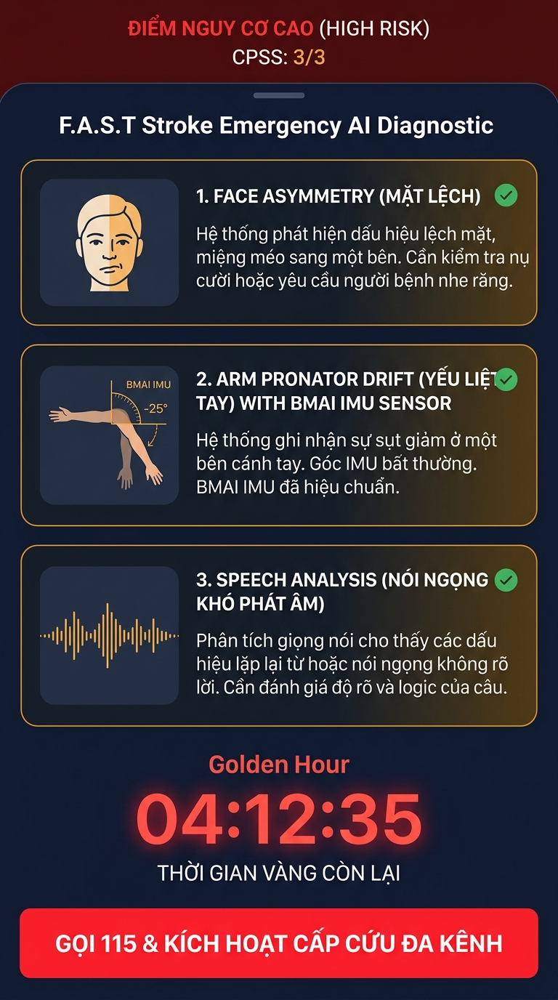 ĐIỂM NGUY CƠ CAO (HIGH RISK)
CPSS: 3/3
F.A.S.T Stroke Emergency AI Diagnostic
1. FACE ASYMMETRY (MẶT LỆCH)
Hệ thống phát hiện dấu hiệu lệch mặt,
miệng méo sang một bên. Cần kiểm tra nụ
cười hoặc yêu cầu người bệnh nhe răng.
BMAI IMU
-25°
2. ARM PRONATOR DRIFT (YẾU LIỆT
TAY) WITH BMAI IMU SENSOR
Hệ thống ghi nhận sự sụt giảm ở một
bên cánh tay. Góc IMU bất thường.
BMAI IMU đã hiệu chuẩn.
3. SPEECH ANALYSIS (NÓI NGỌNG
KHÓ PHÁT ÂM)
Phân tích giọng nói cho thấy các dấu
hiệu lặp lại từ hoặc nói ngọng không rõ
lời. Cần đánh giá độ rõ và logic của câu.
Golden Hour
04:12:35
THỜI GIAN VÀNG CÒN LẠI
GỌI 115 & KÍCH HOẠT CẤP CỨU ĐA KÊNH